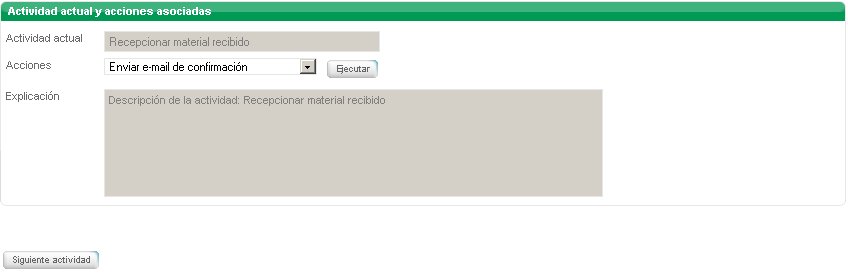 Actividad actual y acciones asociadas
Actividad actual
Recepcionar material recibido
Acciones
Enviar e-mail de confirmación
Ejecutar
Explicación
Descripción de la actividad: Recepcionar material recibido
Siguiente actividad